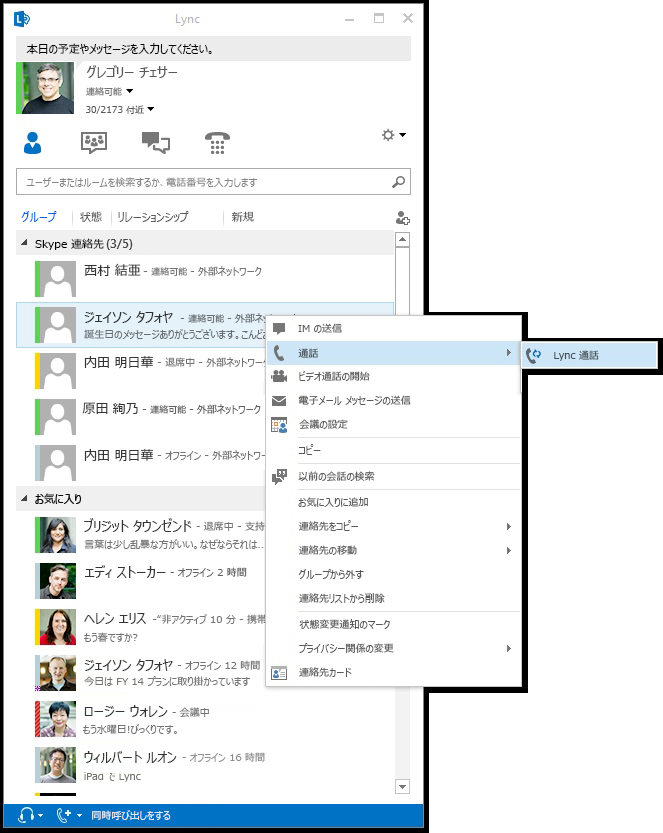 Lync
本日の予定やメッセージを入力してください。
グレゴリー チェサー
連絡可能
30/2173 付近
ユーザーまたはルームを検索するか、電話番号を入力します
グループ 状態 リレーションシップ 新規
Skype 連絡先 (3/5)
西村 結亜 - 連絡可能 - 外部ネットワーク
ジェイソン タフォヤ - 連絡可能 - 外部ネ
誕生日のメッセージありがとうございます。こんど
内田 明日華 - 退席中 - 外部ネットワー
原田 絢乃 - 連絡可能 - 外部ネットワー
内田 明日華 - オフライン - 外部ネットワー
お気に入り
ブリジット タウンゼンド - 退席中 - 支持
言葉は少し乱暴な方がいい。なぜならそれは...
エディ ストーカー - オフライン 2 時間
ヘレン エリス -“非アクティブ 10 分 - 携帯
もう春ですか?
ジェイソン タフォヤ - オフライン 12 時間
今日は FY 14 プランに取り掛かっています
ロージー ウォレン - 会議中
もう水曜日!びっくりです。
ウィルバート ルオン - オフライン 16 時間
iPad で Lync
同時呼び出しをする
IM の送信
通話
Lync 通話
ビデオ通話の開始
電子メール メッセージの送信
会議の設定
コピー
以前の会話の検索
お気に入りに追加
連絡先をコピー
連絡先の移動
グループから外す
連絡先リストから削除
状態変更通知のマーク
プライバシー関係の変更
連絡先カード